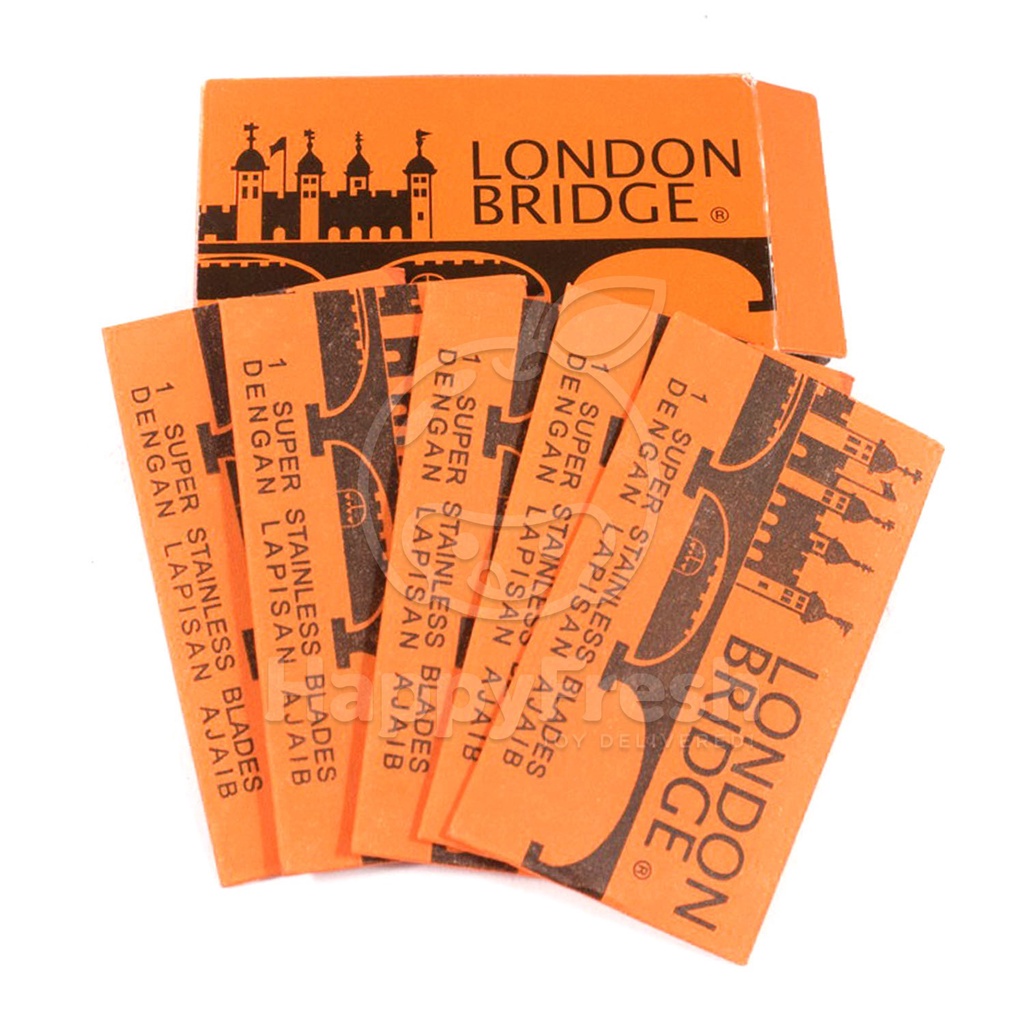 LONDON
BRIDGE ®
1 SUPER STAINLESS BLADES
DENGAN LAPISAN AJAIB
1 SUPER STAINLESS BLADES
DENGAN LAPISAN AJAIB
1 SUPER STAINLESS BLADES
DENGAN LAPISAN AJAIB
1 SUPER STAINLESS BLADES
DENGAN LAPISAN AJAIB
1 SUPER STAINLESS BLADES
DENGAN LAPISAN AJAIB
LONDON
BRIDGE ®
HappyFresh
JOY DELIVERED!